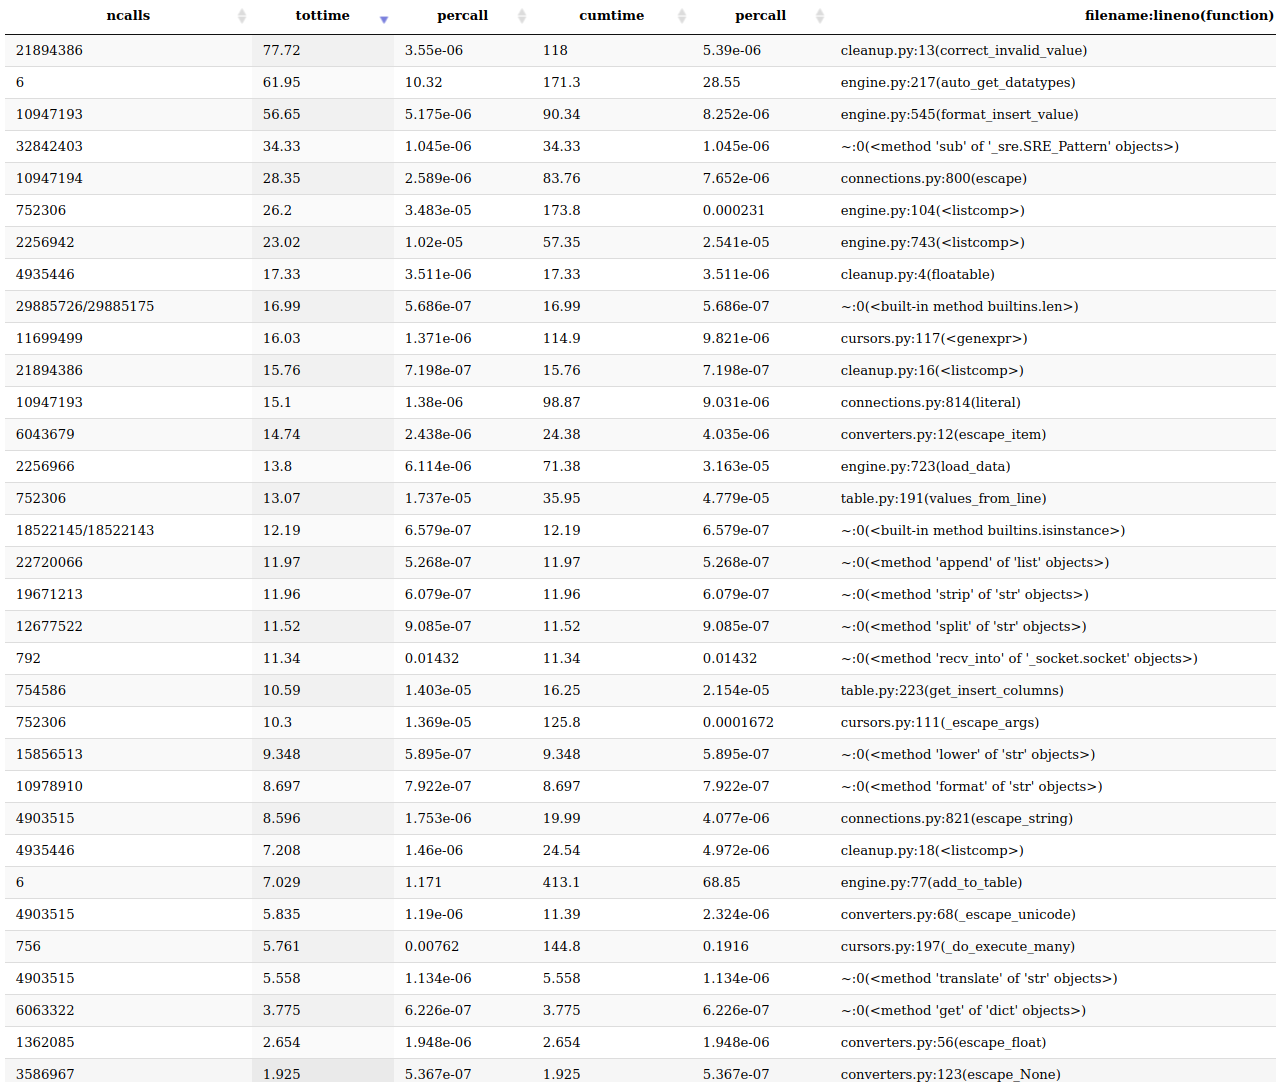 ncalls tottime percall cumtime percall filename:lineno(function)
21894386 77.72 3.55e-06 118 5.39e-06 cleanup.py:13(correct_invalid_value)
6 61.95 10.32 171.3 28.55 engine.py:217(auto_get_datatypes)
10947193 56.65 5.175e-06 90.34 8.252e-06 engine.py:545(format_insert_value)
32842403 34.33 1.045e-06 34.33 1.045e-06 ~:0(<method 'sub' of '_sre.SRE_Pattern' objects>)
10947194 28.35 2.589e-06 83.76 7.652e-06 connections.py:800(escape)
752306 26.2 3.483e-05 173.8 0.000231 engine.py:104(<listcomp>)
2256942 23.02 1.02e-05 57.35 2.541e-05 engine.py:743(<listcomp>)
4935446 17.33 3.511e-06 17.33 3.511e-06 cleanup.py:4(floatable)
29885726/29885175 16.99 5.686e-07 16.99 5.686e-07 ~:0(<built-in method builtins.len>)
11699499 16.03 1.371e-06 114.9 9.821e-06 cursors.py:117(<genexpr>)
21894386 15.76 7.198e-07 15.76 7.198e-07 cleanup.py:16(<listcomp>)
10947193 15.1 1.38e-06 98.87 9.031e-06 connections.py:814(literal)
6043679 14.74 2.438e-06 24.38 4.035e-06 converters.py:12(escape_item)
2256966 13.8 6.114e-06 71.38 3.163e-05 engine.py:723(load_data)
752306 13.07 1.737e-05 35.95 4.779e-05 table.py:191(values_from_line)
18522145/18522143 12.19 6.579e-07 12.19 6.579e-07 ~:0(<built-in method builtins.isinstance>)
22720066 11.97 5.268e-07 11.97 5.268e-07 ~:0(<method 'append' of 'list' objects>)
19671213 11.96 6.079e-07 11.96 6.079e-07 ~:0(<method 'strip' of 'str' objects>)
12677522 11.52 9.085e-07 11.52 9.085e-07 ~:0(<method 'split' of 'str' objects>)
792 11.34 0.01432 11.34 0.01432 ~:0(<method 'recv_into' of '_socket.socket' objects>)
754586 10.59 1.403e-05 16.25 2.154e-05 table.py:223(get_insert_columns)
752306 10.3 1.369e-05 125.8 0.0001672 cursors.py:111(_escape_args)
15856513 9.348 5.895e-07 9.348 5.895e-07 ~:0(<method 'lower' of 'str' objects>)
10978910 8.697 7.922e-07 8.697 7.922e-07 ~:0(<method 'format' of 'str' objects>)
4903515 8.596 1.753e-06 19.99 4.077e-06 connections.py:821(escape_string)
4935446 7.208 1.46e-06 24.54 4.972e-06 cleanup.py:18(<listcomp>)
6 7.029 1.171 413.1 68.85 engine.py:77(add_to_table)
4903515 5.835 1.19e-06 11.39 2.324e-06 converters.py:68(_escape_unicode)
756 5.761 0.00762 144.8 0.1916 cursors.py:197(_do_execute_many)
4903515 5.558 1.134e-06 5.558 1.134e-06 ~:0(<method 'translate' of 'str' objects>)
6063322 3.775 6.226e-07 3.775 6.226e-07 ~:0(<method 'get' of 'dict' objects>)
1362085 2.654 1.948e-06 2.654 1.948e-06 converters.py:56(escape_float)
3586967 1.925 5.367e-07 1.925 5.367e-07 converters.py:123(escape_None)